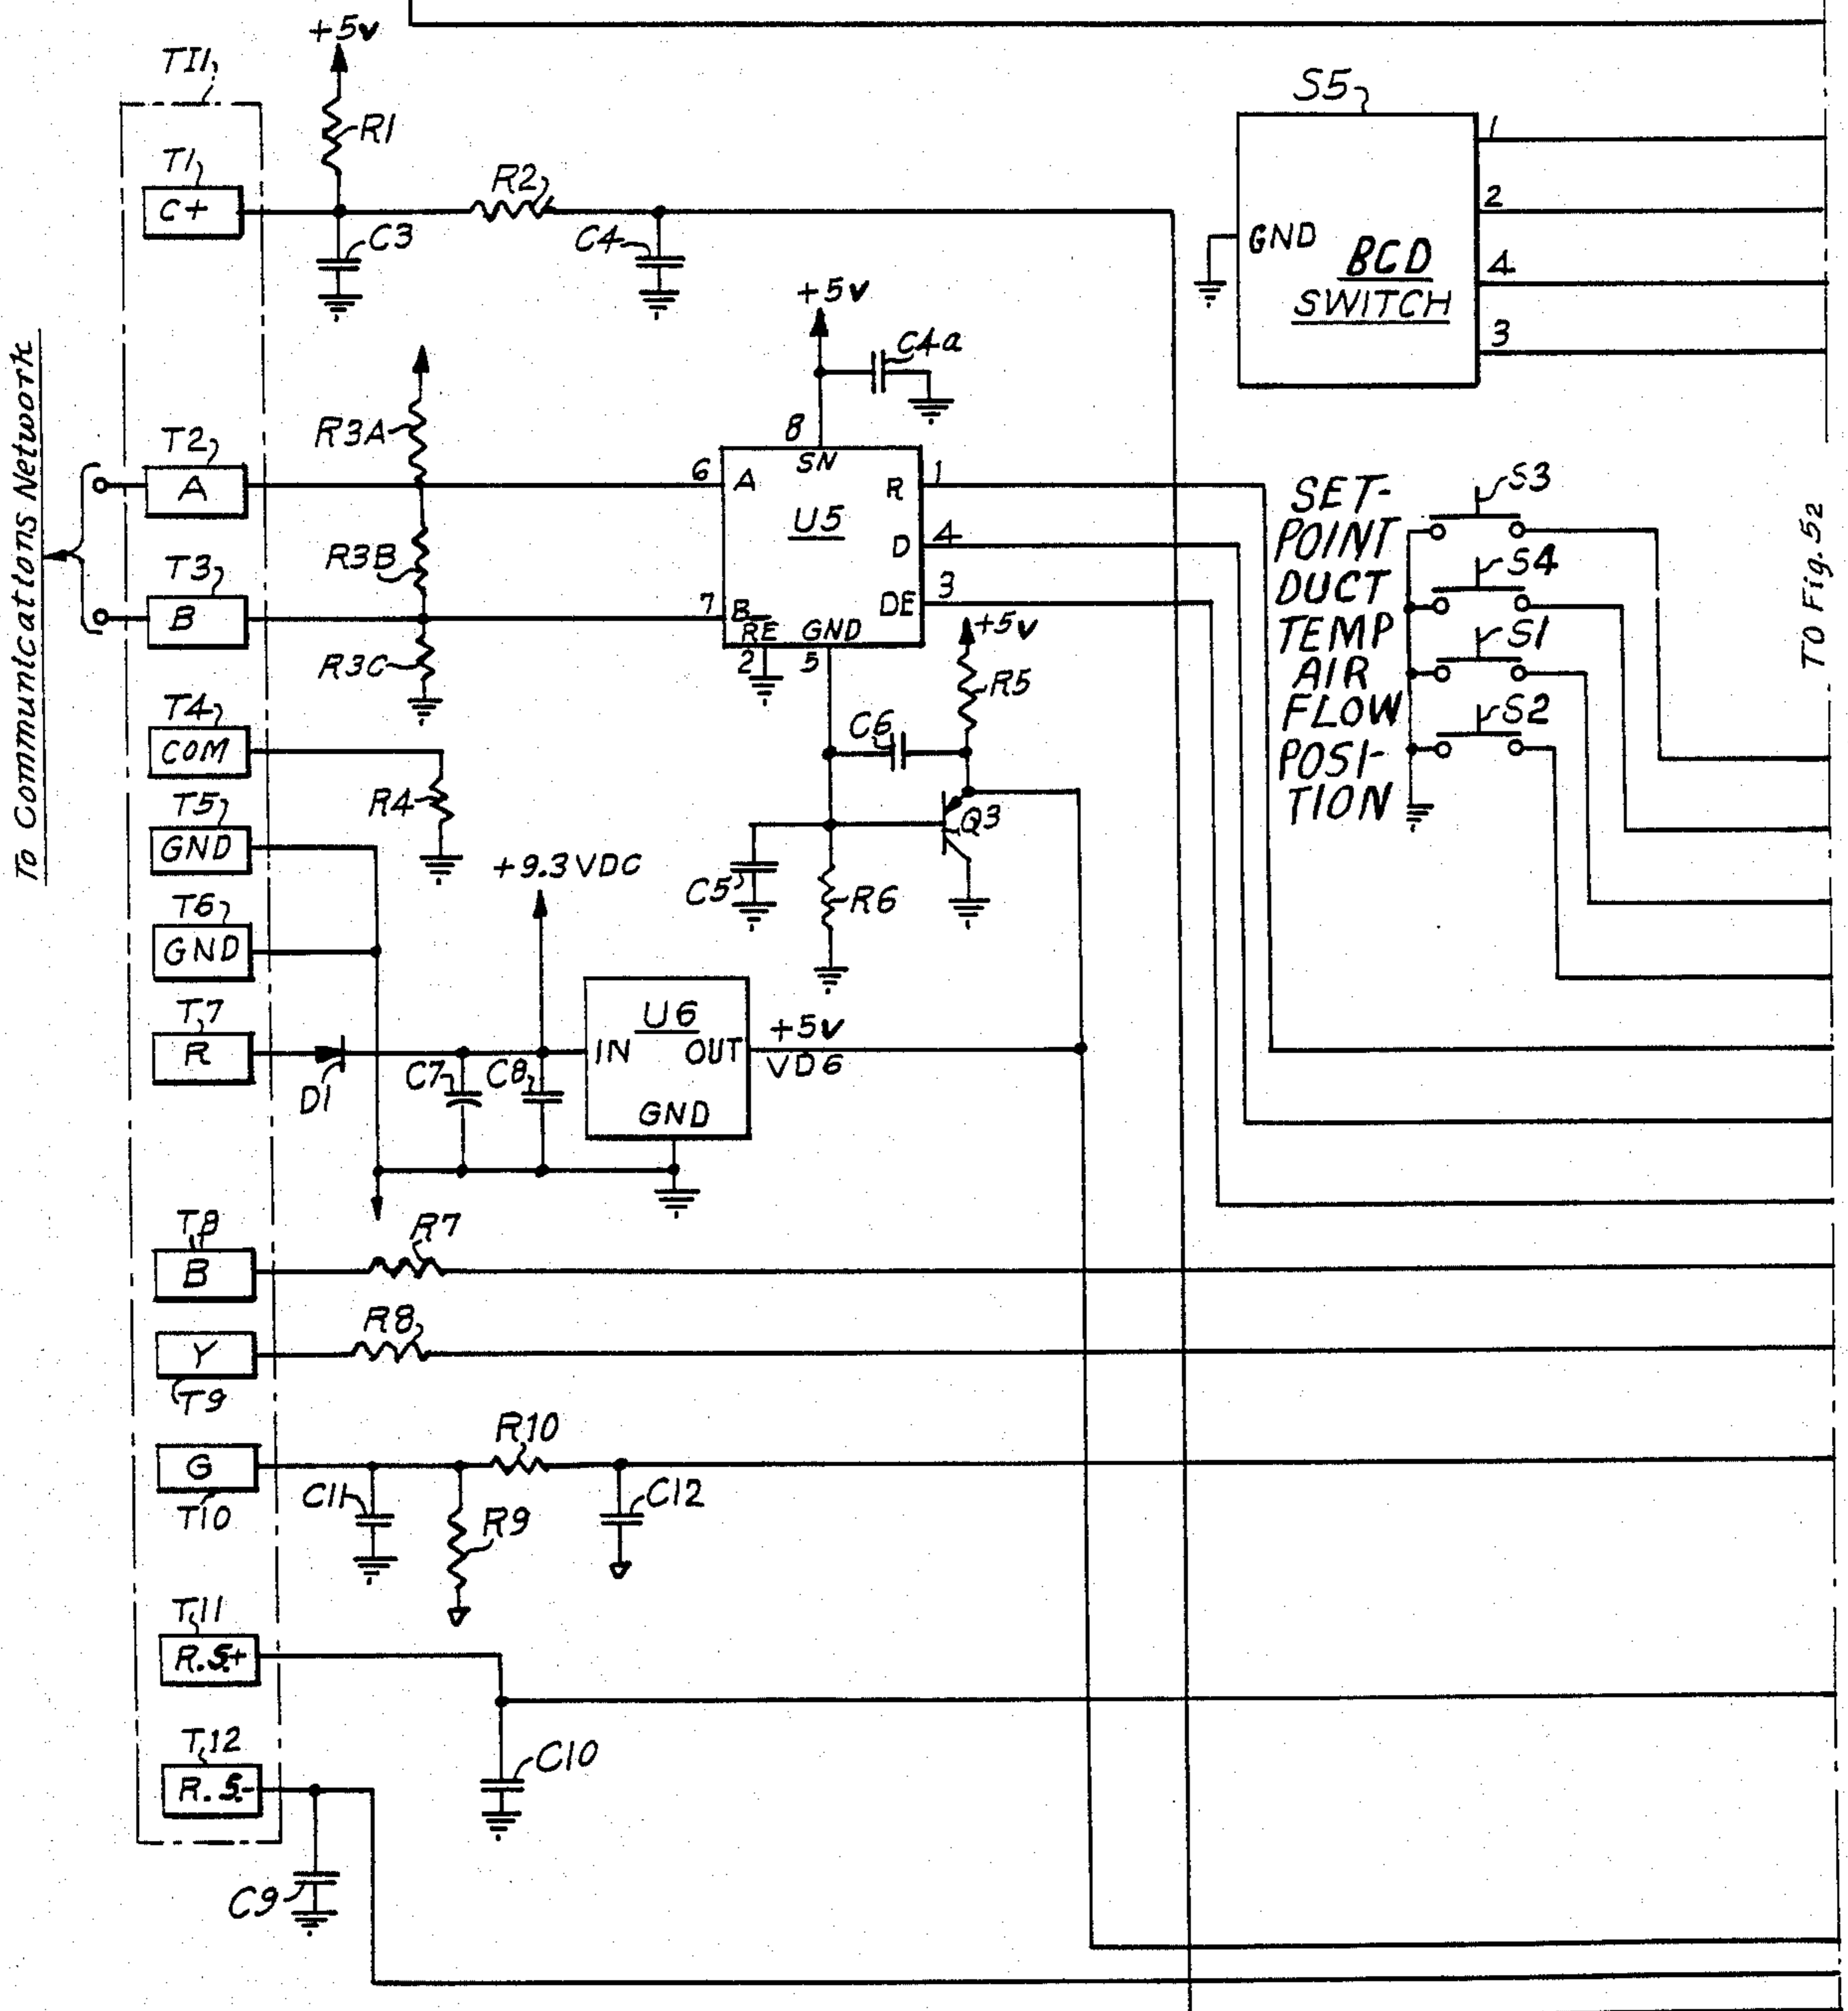 +5v
TI1
R1
T1
C+
R2
C3
C4
S5
GND
BCD
SWITCH
1
2
4
3
+5v
C4a
To Communications Network
T2
A
R3A
8
SN
6
A
U5
R
1
D
4
DE
3
T3
B
R3B
7
B
RE
GND
2
5
R3C
+5v
R5
SET-
POINT
DUCT
TEMP
AIR
FLOW
POSI-
TION
S3
S4
S1
S2
TO Fig. 52
T4
COM
R4
C6
Q3
C5
R6
T5
GND
T6
GND
+9.3 VDC
T7
R
D1
C7
C8
U6
IN
OUT
GND
+5v
VD6
T8
B
R7
Y
T9
R8
G
T10
R10
C11
R9
C12
T11
R.S.+
C10
T12
R.S.-
C9